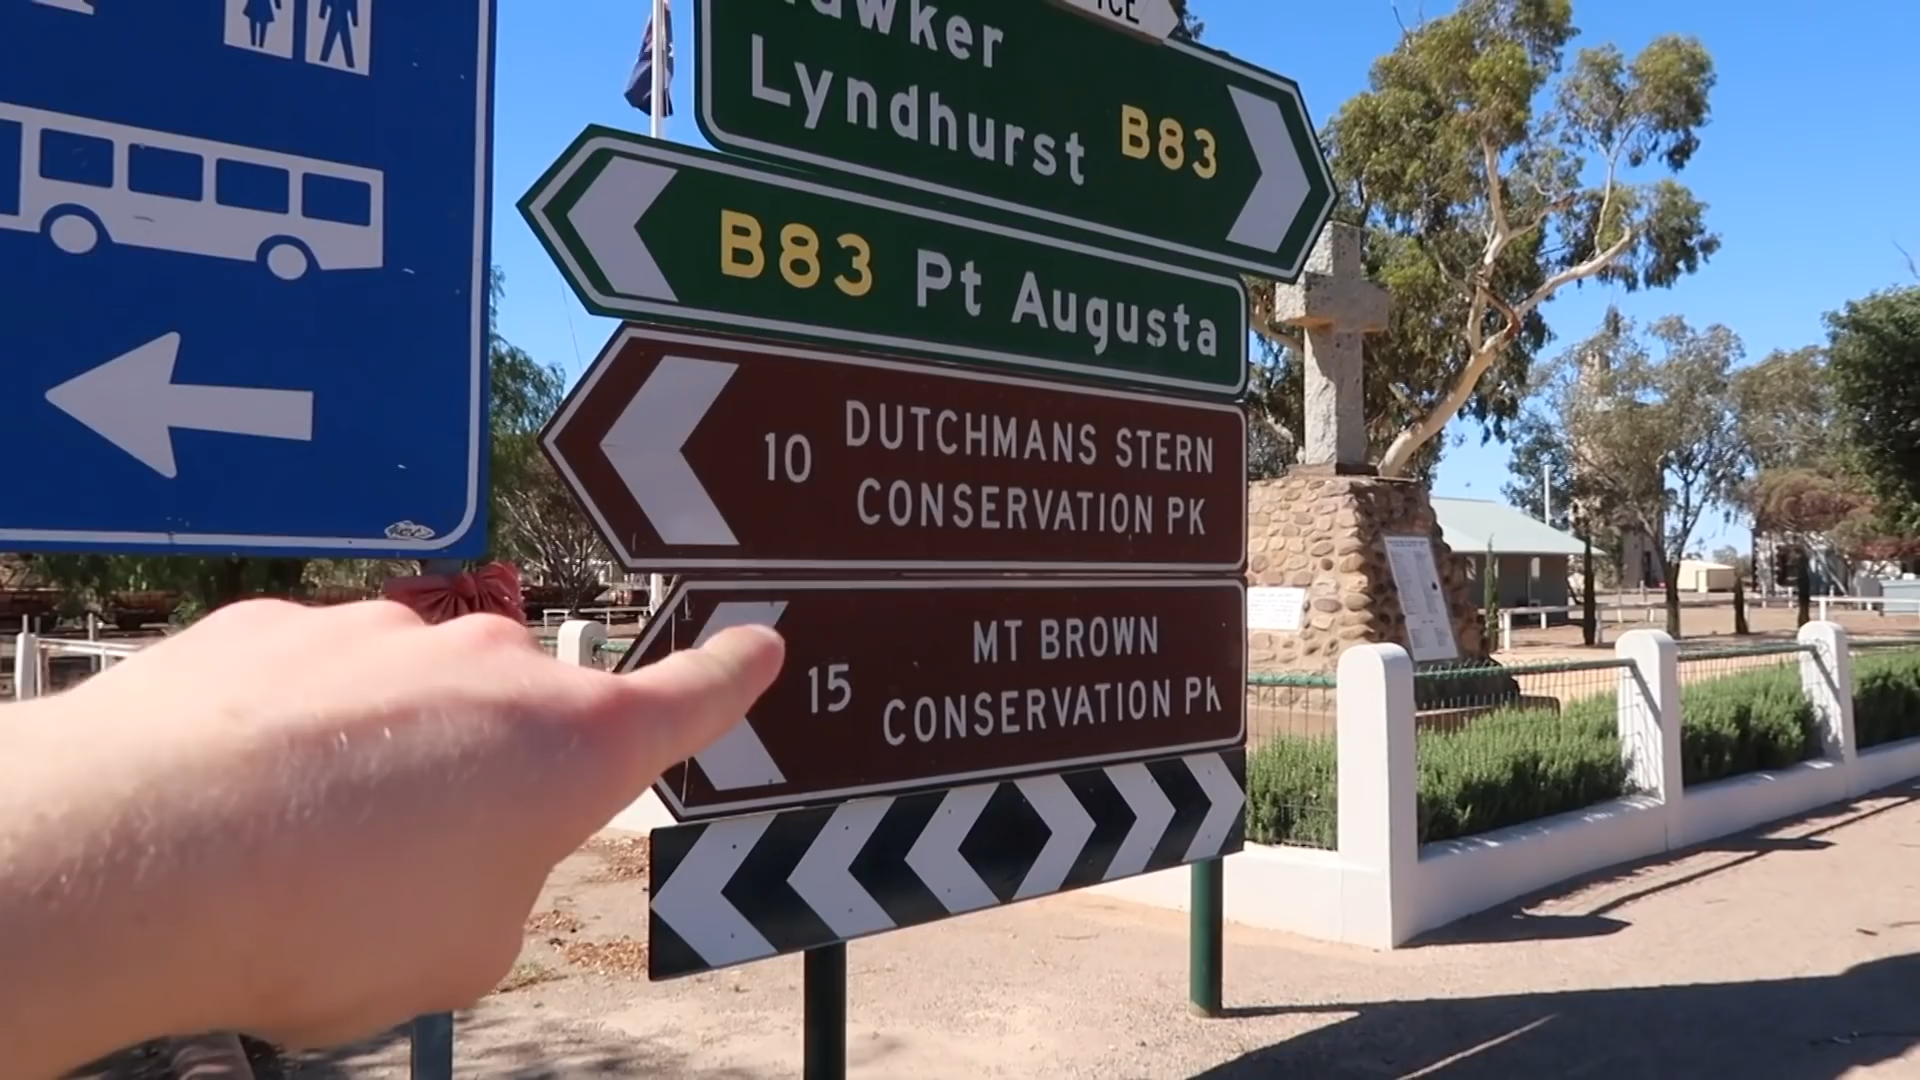 Lyndhurst B83
B83 Pt Augusta
10 DUTCHMANS STERN
CONSERVATION PK
15 MT BROWN
CONSERVATION PK